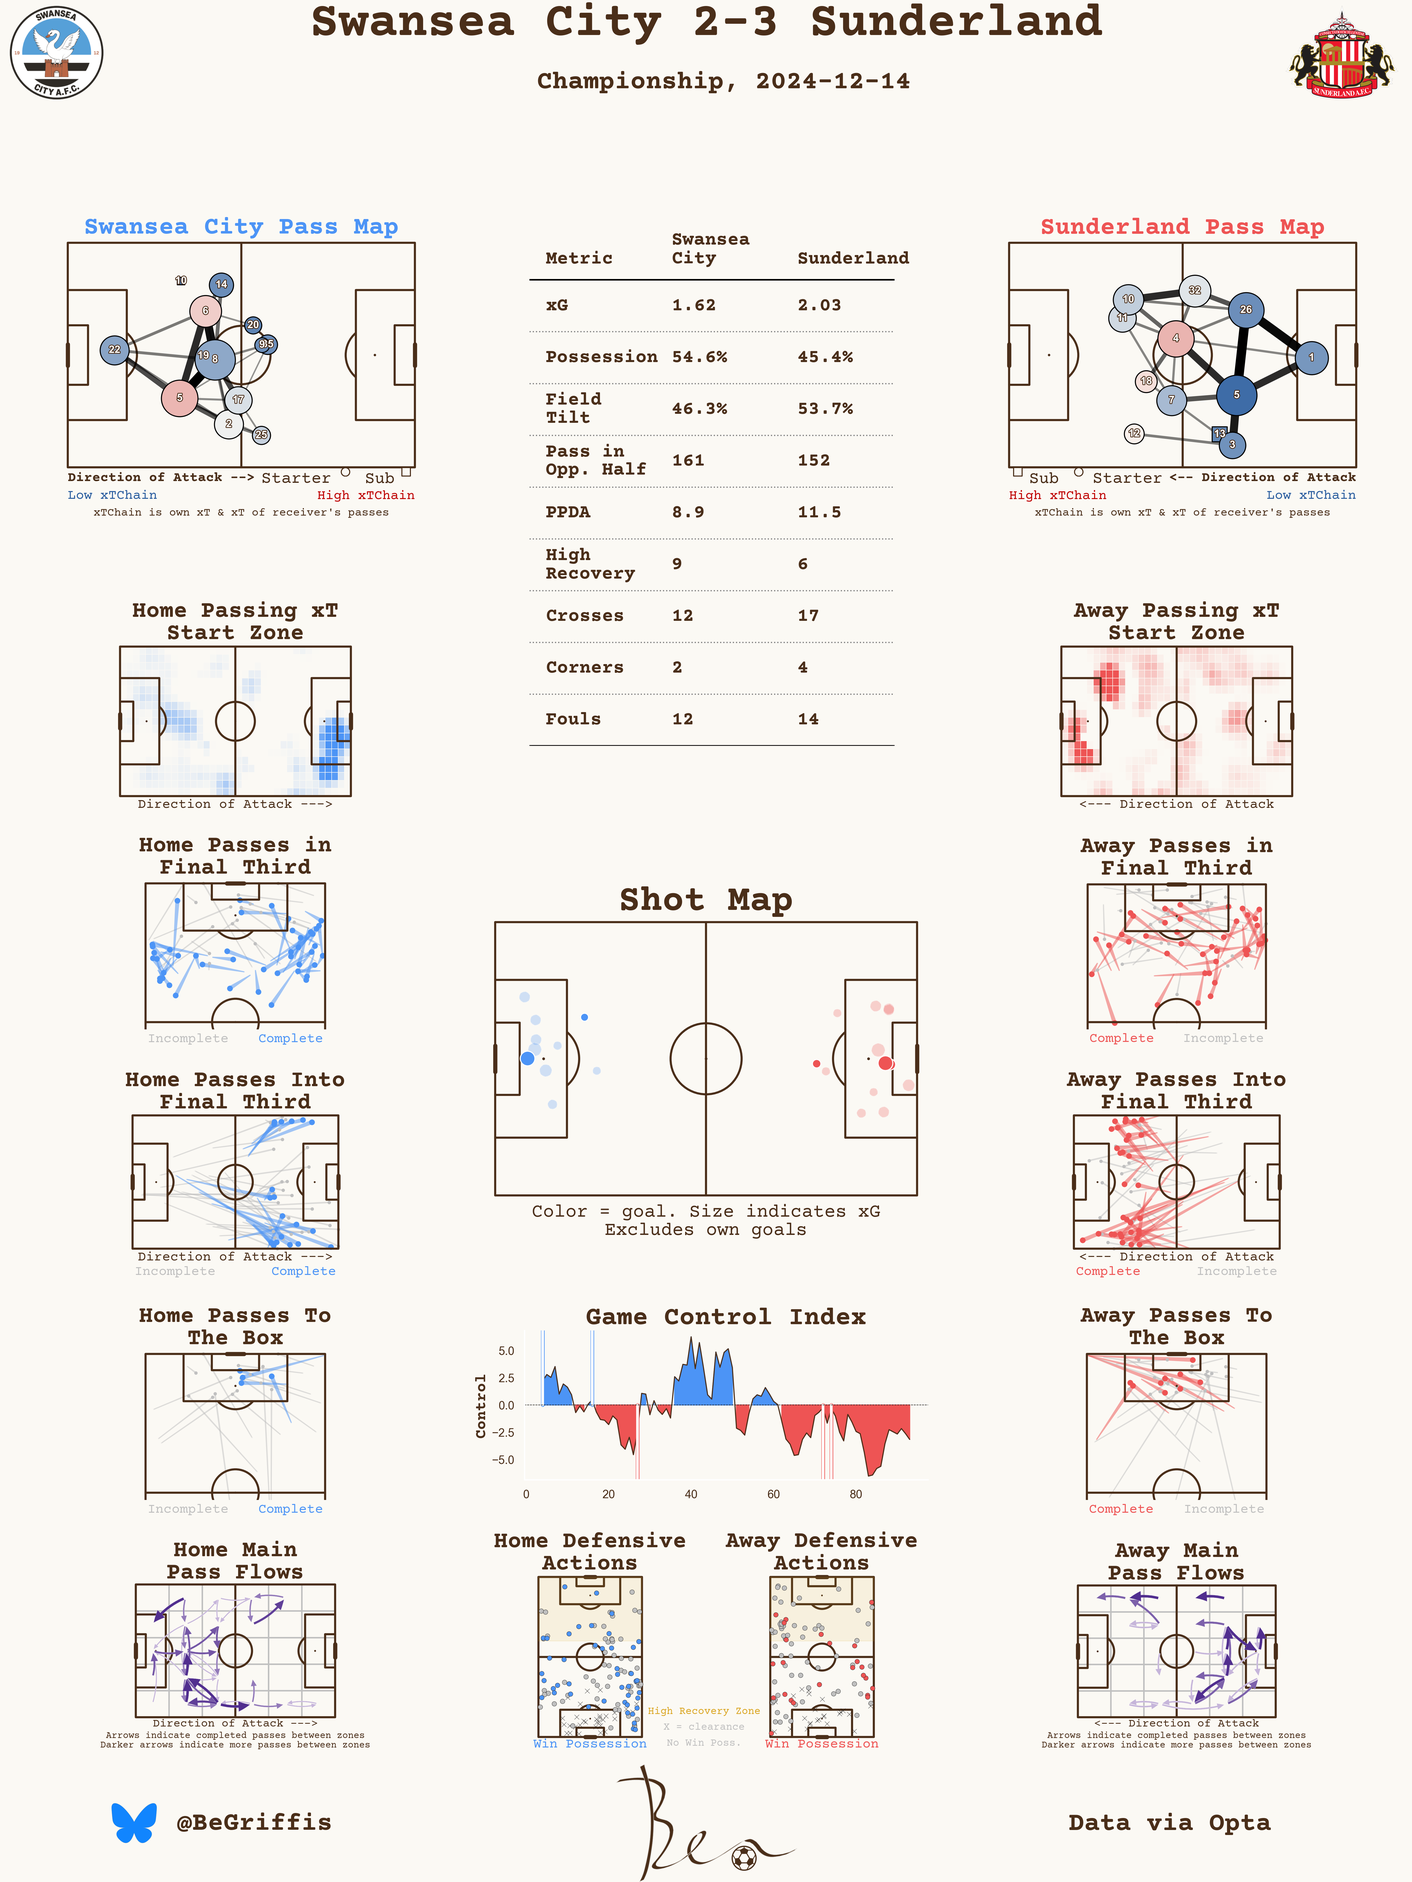 Swansea City 2-3 Sunderland
Championship, 2024-12-14
SWANSEA
CITY A.F.C.
SUNDERLAND A.F.C.
Swansea City Pass Map
10
14
6
20
22
19
8
5
17
2
25
Direction of Attack -->
Starter
Sub
Low xTChain
High xTChain
xTChain is own xT & xT of receiver's passes
Metric
Swansea
City
Sunderland
xG 1.62 2.03
Possession 54.6% 45.4%
Field
Tilt 46.3% 53.7%
Pass in
Opp. Half 161 152
PPDA 8.9 11.5
High
Recovery 9 6
Crosses 12 17
Corners 2 4
Fouls 12 14
Sunderland Pass Map
10
32
11
26
4
1
18
7
5
12
13
3
Sub
Starter
<-- Direction of Attack
High xTChain
Low xTChain
xTChain is own xT & xT of receiver's passes
Home Passing xT
Start Zone
Direction of Attack --->
Away Passing xT
Start Zone
<--- Direction of Attack
Home Passes in
Final Third
Incomplete
Complete
Away Passes in
Final Third
Complete
Incomplete
Shot Map
Color = goal. Size indicates xG
Excludes own goals
Home Passes Into
Final Third
Direction of Attack --->
Incomplete
Complete
Away Passes Into
Final Third
<--- Direction of Attack
Complete
Incomplete
Home Passes To
The Box
Incomplete
Complete
Game Control Index
Control
5.0
2.5
0.0
−2.5
−5.0
0 20 40 60 80
Away Passes To
The Box
Complete
Incomplete
Home Main
Pass Flows
Direction of Attack --->
Arrows indicate completed passes between zones
Darker arrows indicate more passes between zones
Home Defensive
Actions
Win Possession
High Recovery Zone
X = clearance
No Win Poss.
Away Defensive
Actions
Win Possession
Away Main
Pass Flows
<--- Direction of Attack
Arrows indicate completed passes between zones
Darker arrows indicate more passes between zones
@BeGriffis
Ben
Data via Opta